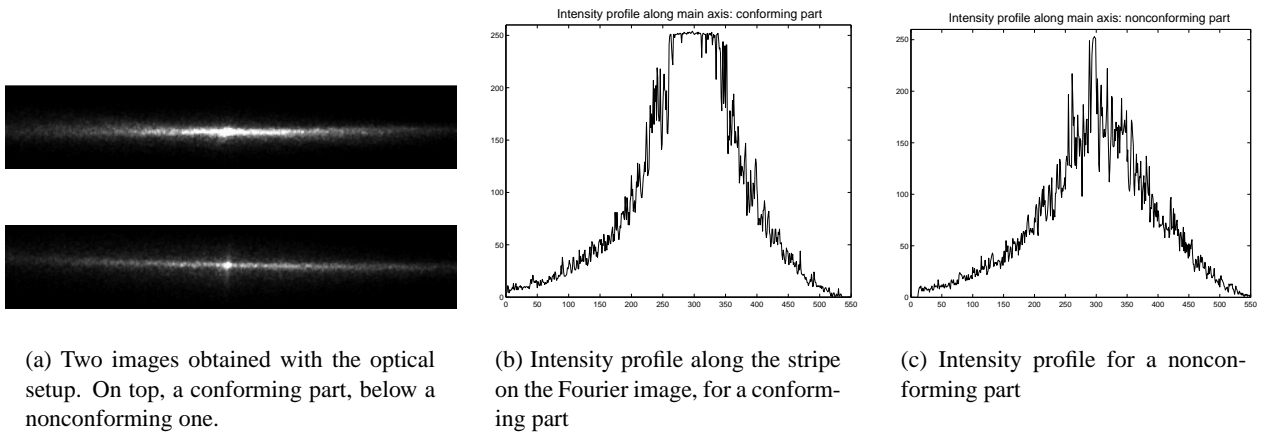 Intensity profile along main axis: conforming part
250
200
150
100
50
0
0 50 100 150 200 250 300 350 400 450 500 550
Intensity profile along main axis: nonconforming part
250
200
150
100
50
0
0 50 100 150 200 250 300 350 400 450 500 550
(a) Two images obtained with the optical
setup. On top, a conforming part, below a
nonconforming one.
(b) Intensity profile along the stripe
on the Fourier image, for a conform-
ing part
(c) Intensity profile for a noncon-
forming part